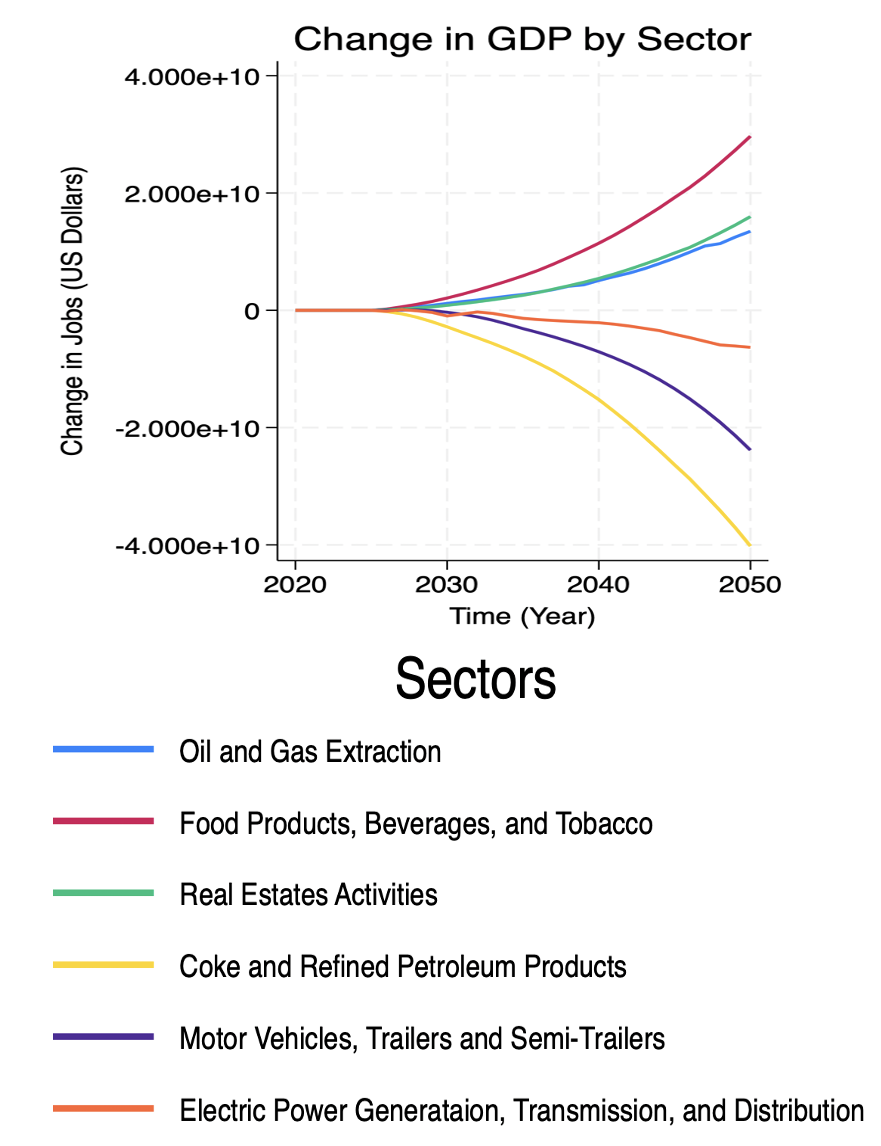 Change in GDP by Sector
4.000e+10
2.000e+10
0
-2.000e+10
-4.000e+10
Change in Jobs (US Dollars)
2020 2030 2040 2050
Time (Year)
Sectors
Oil and Gas Extraction
Food Products, Beverages, and Tobacco
Real Estates Activities
Coke and Refined Petroleum Products
Motor Vehicles, Trailers and Semi-Trailers
Electric Power Generataion, Transmission, and Distribution